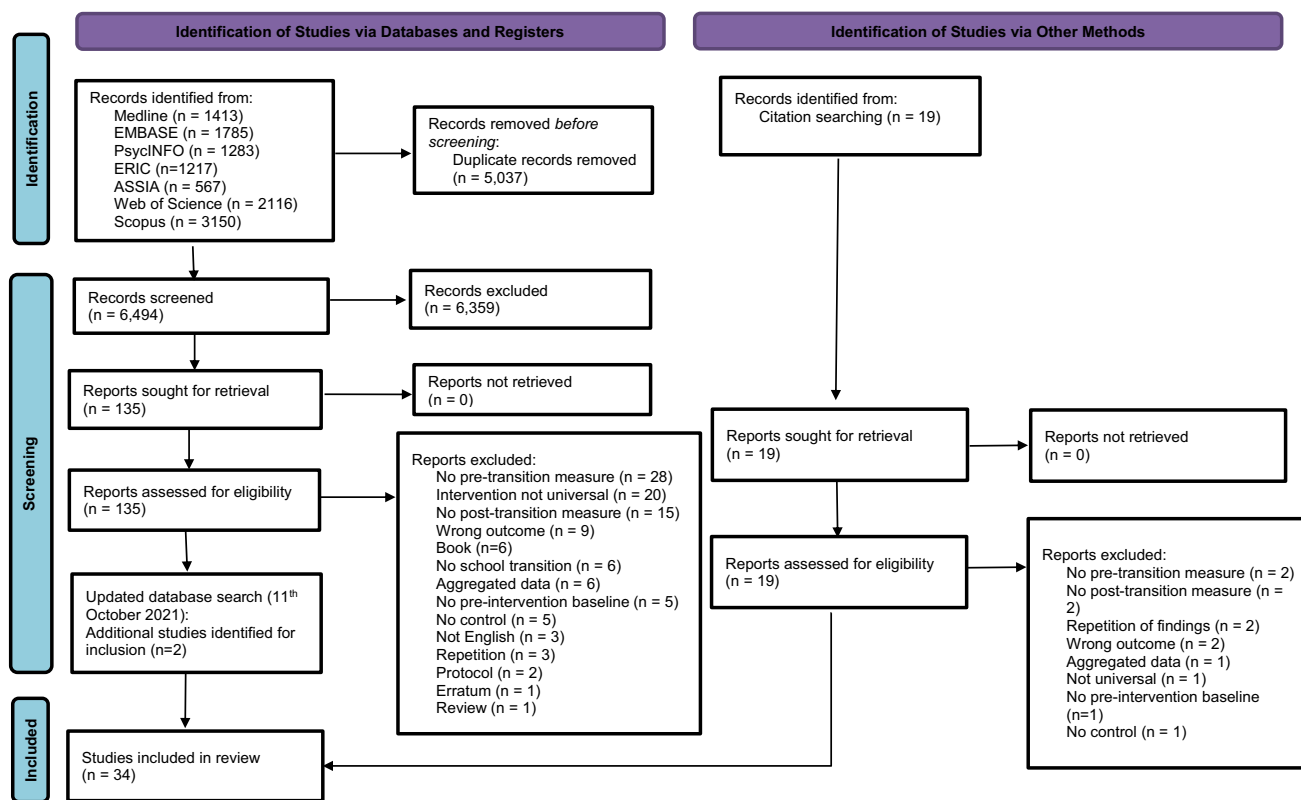 Identification of Studies via Databases and Registers
Identification of Studies via Other Methods
Identification
Records identified from:
Medline (n = 1413)
EMBASE (n = 1785)
PsycINFO (n = 1283)
ERIC (n=1217)
ASSIA (n = 567)
Web of Science (n = 2116)
Scopus (n = 3150)
Records removed before
screening:
Duplicate records removed
(n = 5,037)
Records identified from:
Citation searching (n = 19)
Screening
Records screened
(n = 6,494)
Records excluded
(n = 6,359)
Reports sought for retrieval
(n = 135)
Reports not retrieved
(n = 0)
Reports sought for retrieval
(n = 19)
Reports not retrieved
(n = 0)
Reports assessed for eligibility
(n = 135)
Reports excluded:
No pre-transition measure (n = 28)
Intervention not universal (n = 20)
No post-transition measure (n = 15)
Wrong outcome (n = 9)
Book (n=6)
No school transition (n = 6)
Aggregated data (n = 6)
No pre-intervention baseline (n = 5)
No control (n = 5)
Not English (n = 3)
Repetition (n = 3)
Protocol (n = 2)
Erratum (n = 1)
Review (n = 1)
Reports assessed for eligibility
(n = 19)
Reports excluded:
No pre-transition measure (n = 2)
No post-transition measure (n =
2)
Repetition of findings (n = 2)
Wrong outcome (n = 2)
Aggregated data (n = 1)
Not universal (n = 1)
No pre-intervention baseline
(n=1)
No control (n = 1)
Updated database search (11th
October 2021):
Additional studies identified for
inclusion (n=2)
Included
Studies included in review
(n = 34)